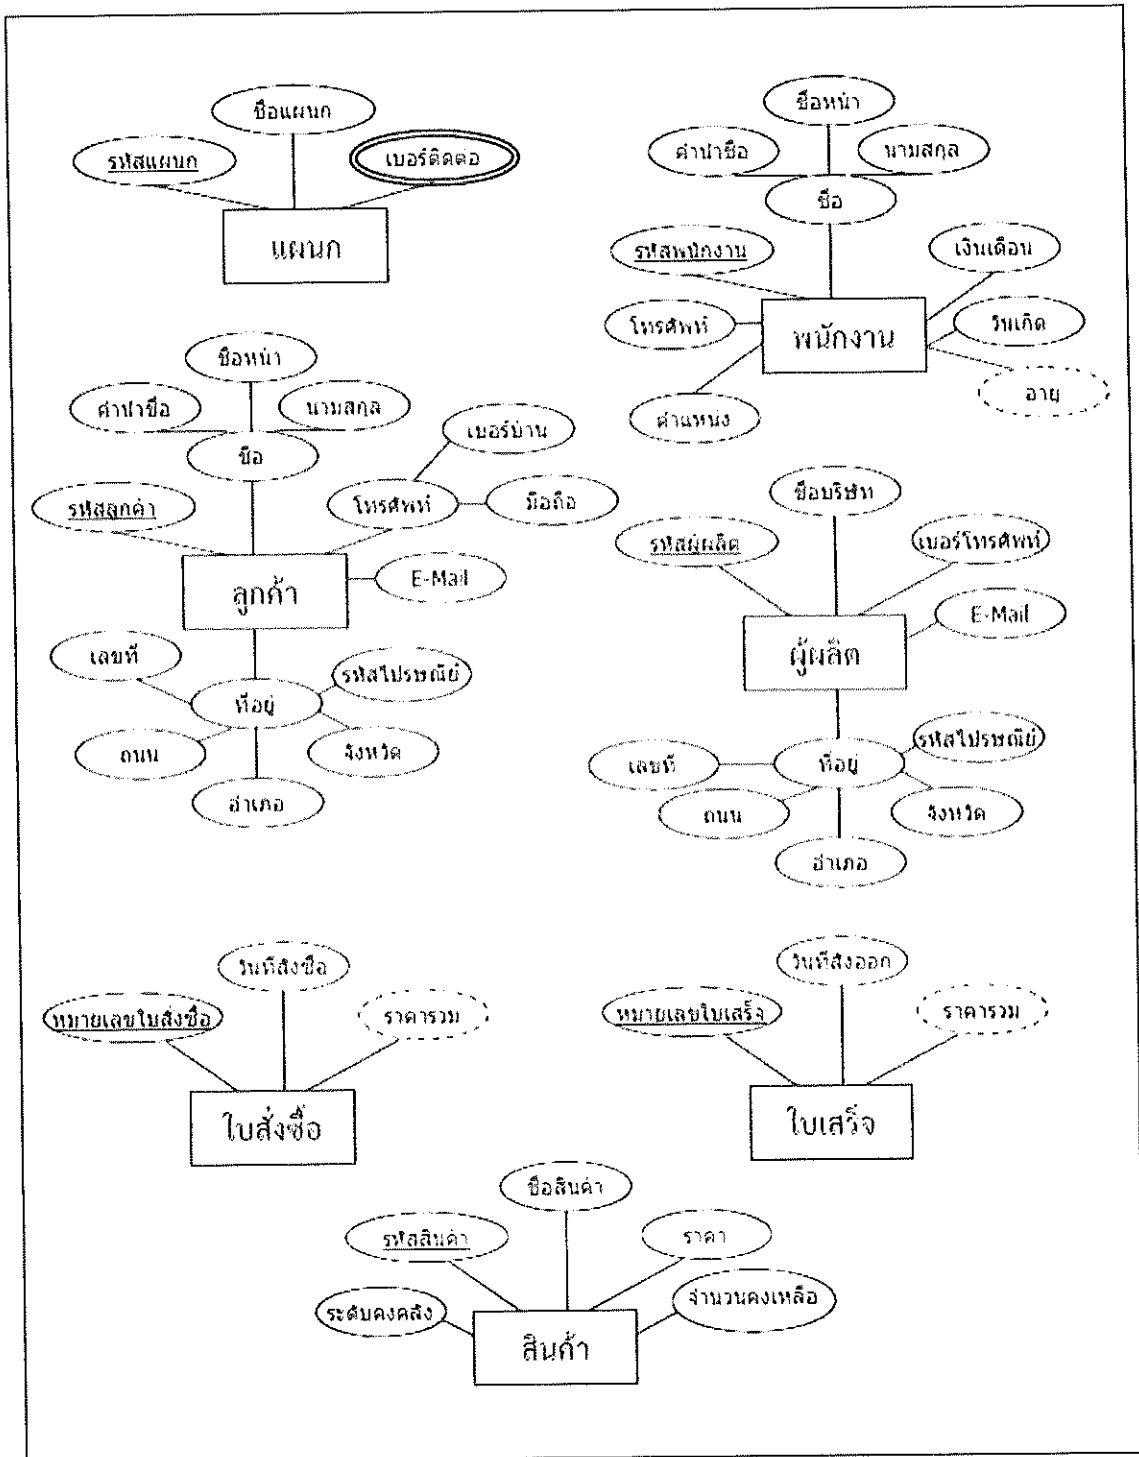 ชื่อแผนก
รหัสแผนก
เบอร์ติดต่อ
แผนก
ชื่อหน้า
คำนำชื่อ
นามสกุล
ชื่อ
รหัสพนักงาน
เงินเดือน
โทรศัพท์
พนักงาน
วันเกิด
อายุ
ตำแหน่ง
ชื่อหน้า
คำนำชื่อ
นามสกุล
ชื่อ
เบอร์บ้าน
รหัสลูกค้า
โทรศัพท์
มือถือ
ลูกค้า
E-Mail
เลขที่
รหัสไปรษณีย์
ที่อยู่
ถนน
จังหวัด
อำเภอ
ชื่อบริษัท
รหัสผู้ผลิต
เบอร์โทรศัพท์
E-Mail
ผู้ผลิต
รหัสไปรษณีย์
เลขที่
ที่อยู่
ถนน
จังหวัด
อำเภอ
วันที่สั่งซื้อ
หมายเลขใบสั่งซื้อ
ราคารวม
ใบสั่งซื้อ
วันที่สั่งออก
หมายเลขใบเสร็จ
ราคารวม
ใบเสร็จ
ชื่อสินค้า
รหัสสินค้า
ราคา
ระดับคงคลัง
จำนวนคงเหลือ
สินค้า